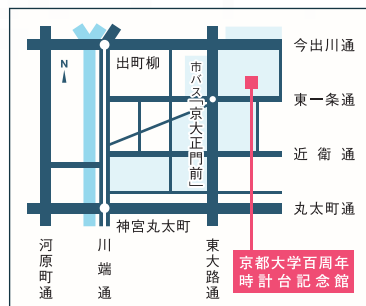 今出川通
出町柳
N
市バス「京大正門前」
東一条通
近衛通
丸太町通
神宮丸太町
河原町通
川端通
東大路通
京都大学百周年
時計台記念館